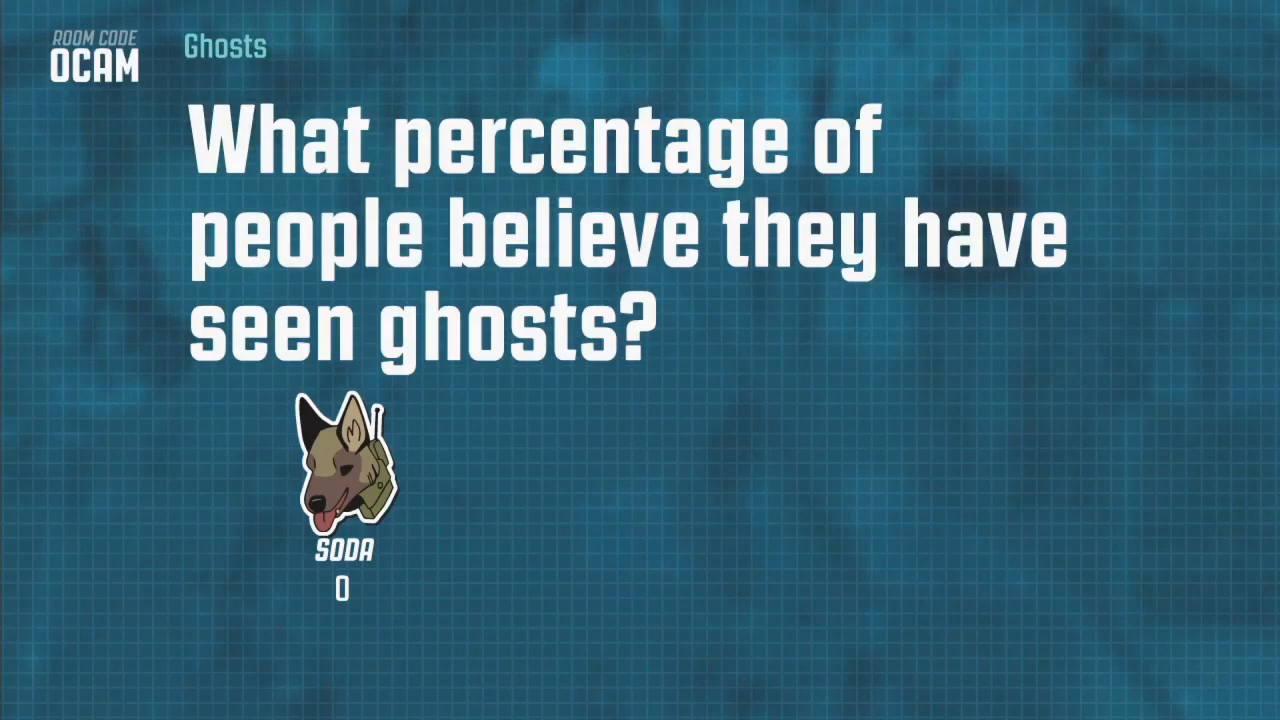 ROOM CODE
OCAM
Ghosts
What percentage of
people believe they have
seen ghosts?
SODA
0